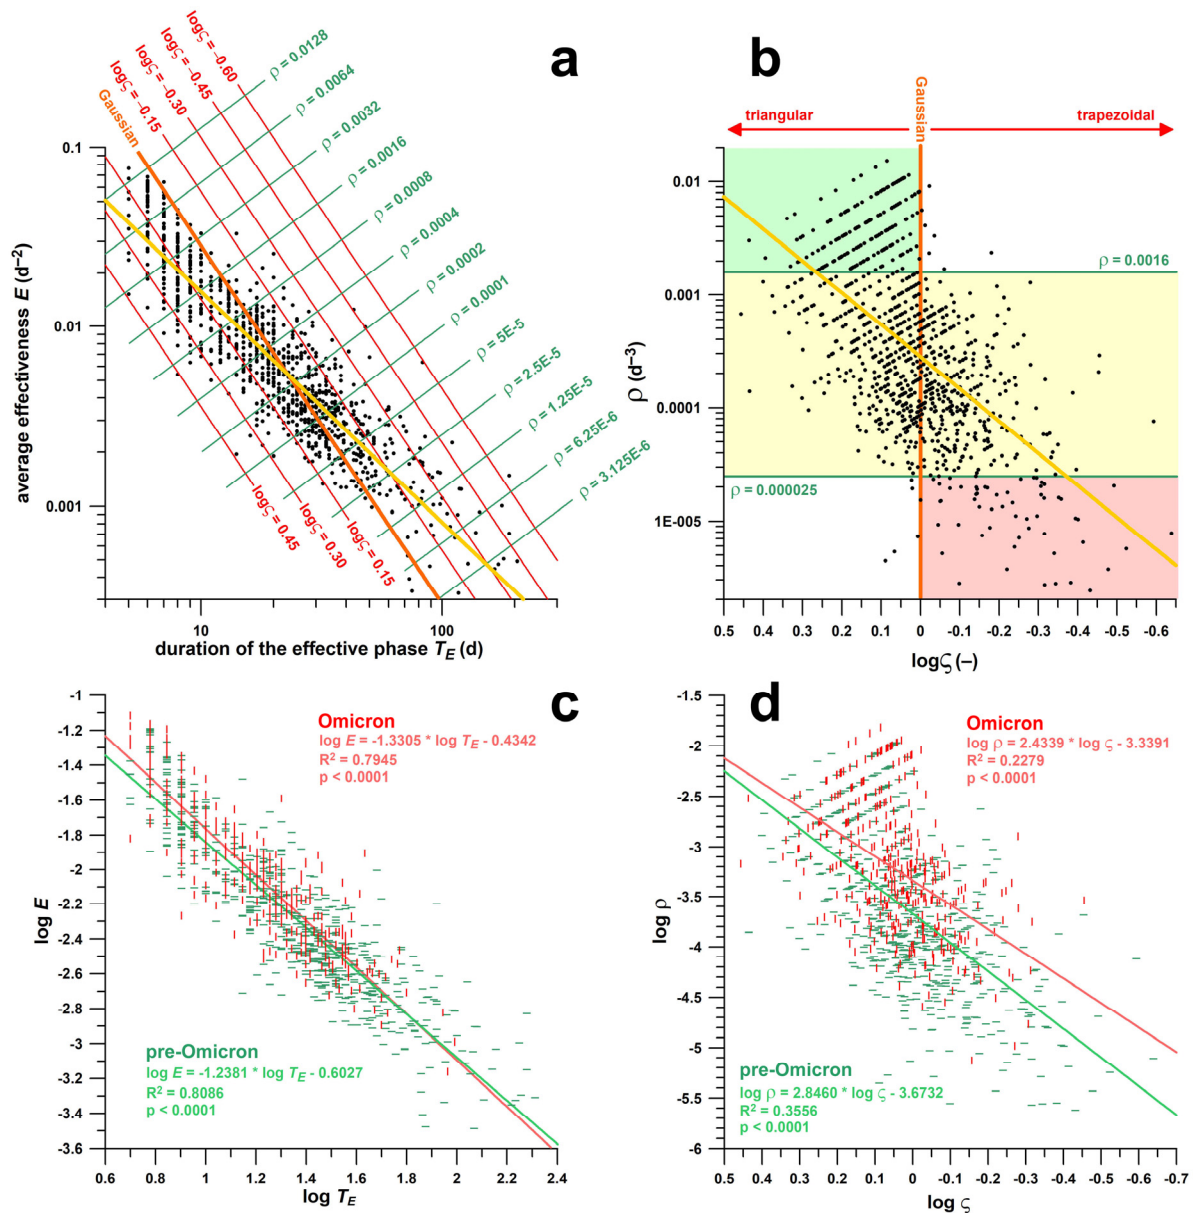 a
logς = –0.60
logς = –0.45
logς = –0.30
logς = –0.15
Gaussian
ρ = 0.0128
ρ = 0.0064
ρ = 0.0032
ρ = 0.0016
ρ = 0.0008
ρ = 0.0004
ρ = 0.0002
ρ = 0.0001
ρ = 5E-5
ρ = 2.5E-5
ρ = 1.25E-5
ρ = 6.25E-6
ρ = 3.125E-6
logς = 0.45
logς = 0.30
logς = 0.15
0.1
0.01
0.001
average effectiveness E (d⁻²)
10
100
duration of the effective phase T_E (d)
b
Gaussian
triangular
trapezoidal
ρ = 0.0016
ρ = 0.000025
0.01
0.001
0.0001
1E-005
ρ (d⁻³)
0.5 0.4 0.3 0.2 0.1 0 -0.1 -0.2 -0.3 -0.4 -0.5 -0.6
logς (–)
c
Omicron
log E = -1.3305 * log T_E - 0.4342
R² = 0.7945
p < 0.0001
pre-Omicron
log E = -1.2381 * log T_E - 0.6027
R² = 0.8086
p < 0.0001
-1
-1.2
-1.4
-1.6
-1.8
-2
-2.2
-2.4
-2.6
-2.8
-3
-3.2
-3.4
-3.6
log E
0.6 0.8 1 1.2 1.4 1.6 1.8 2 2.2 2.4
log T_E
d
Omicron
log ρ = 2.4339 * log ς - 3.3391
R² = 0.2279
p < 0.0001
pre-Omicron
log ρ = 2.8460 * log ς - 3.6732
R² = 0.3556
p < 0.0001
-1.5
-2
-2.5
-3
-3.5
-4
-4.5
-5
-5.5
-6
log ρ
0.5 0.4 0.3 0.2 0.1 0 -0.1 -0.2 -0.3 -0.4 -0.5 -0.6 -0.7
log ς